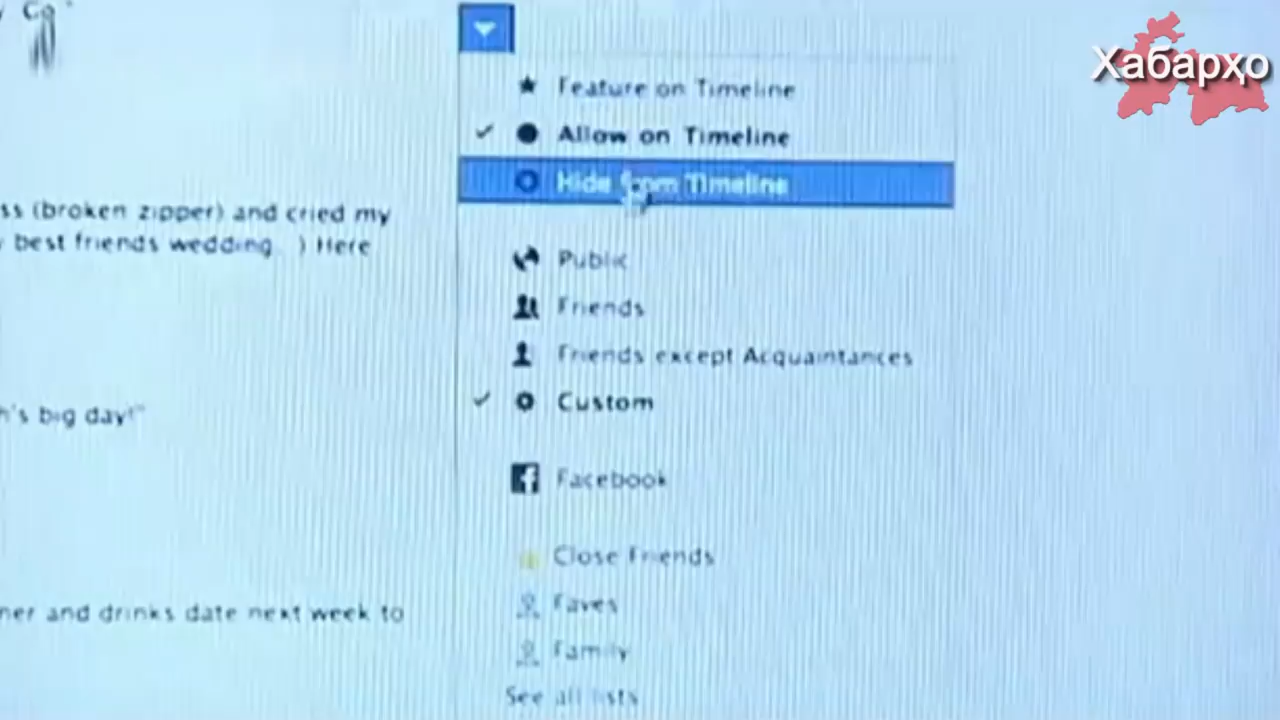 Хабарҳо
Feature on Timeline
Allow on Timeline
Hide from Timeline
ss (broken zipper) and cried my
best friends wedding. :) Here
Public
Friends
Friends except Acquaintances
Custom
's big day!"
Facebook
Close Friends
Faves
ner and drinks date next week to
Family
See all lists